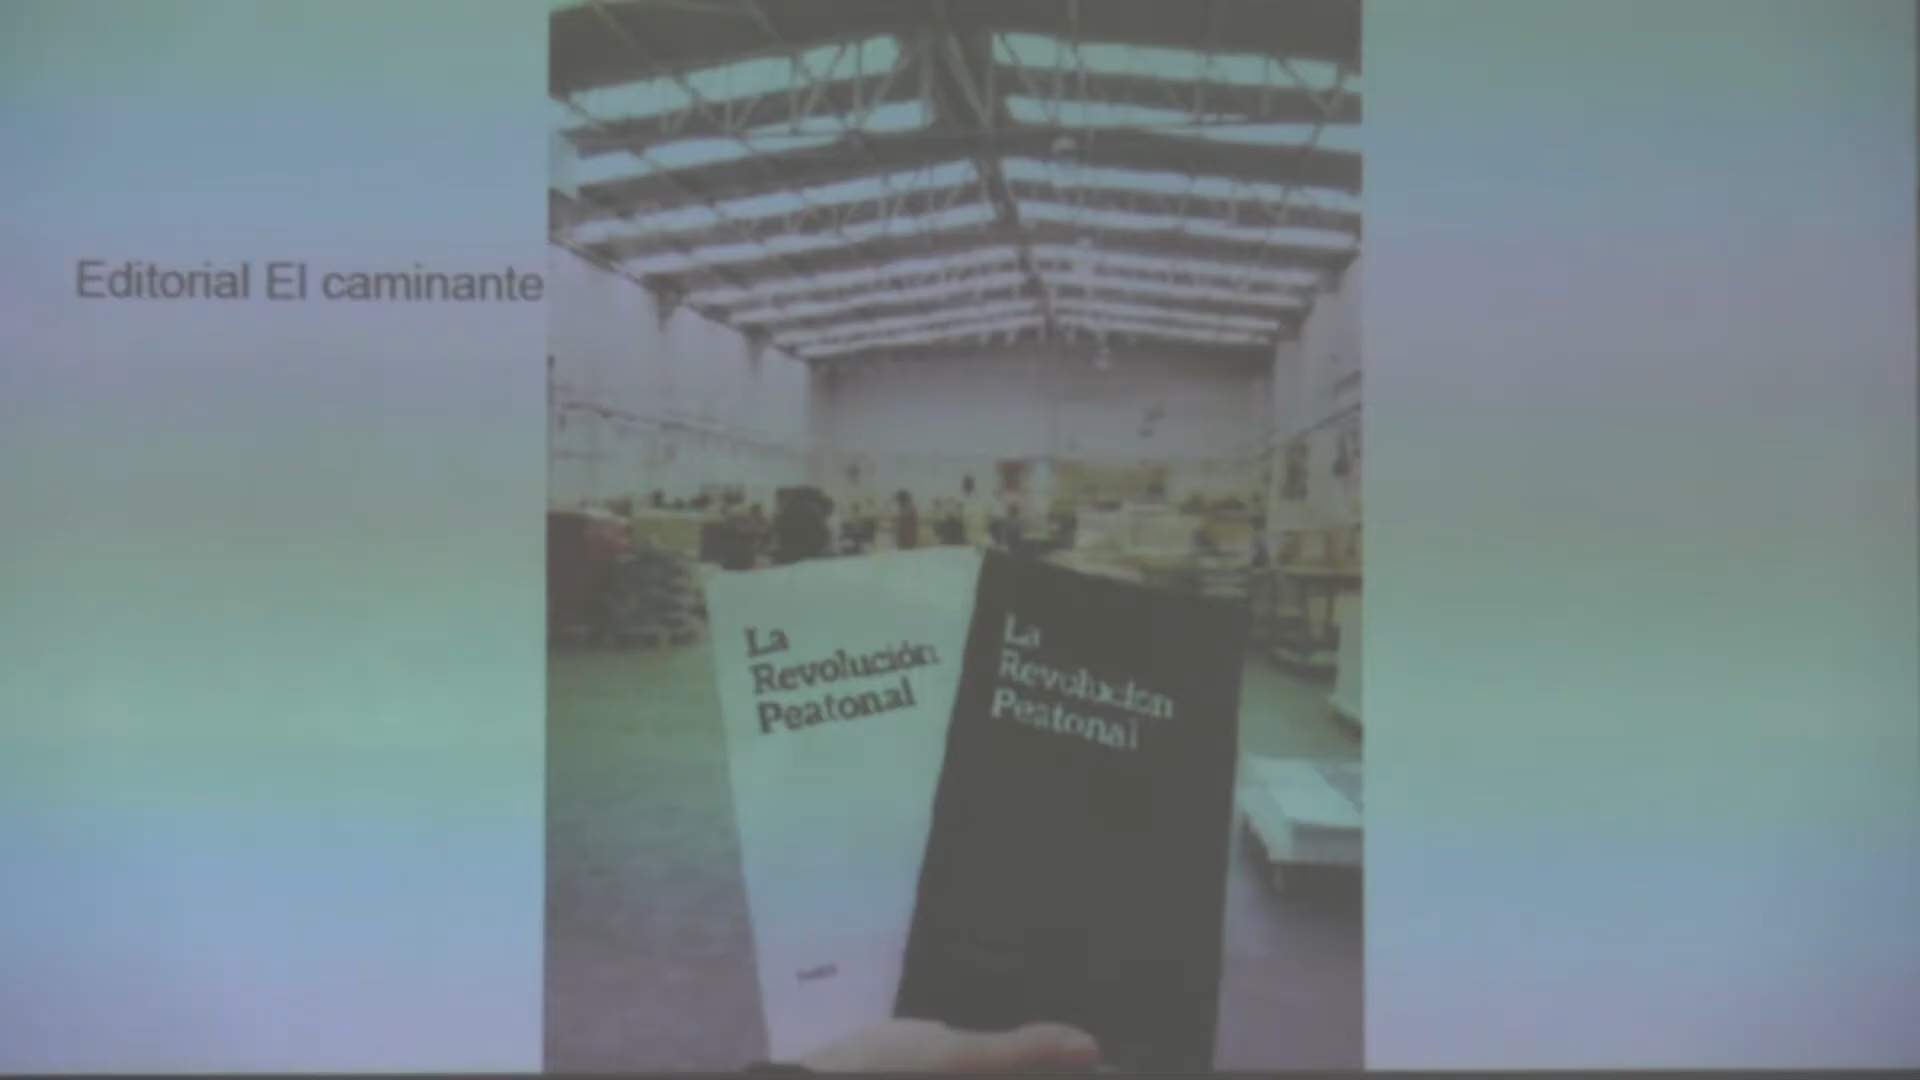 Editorial El caminante
La
Revolución
Peatonal
La
Revolución
Peatonal